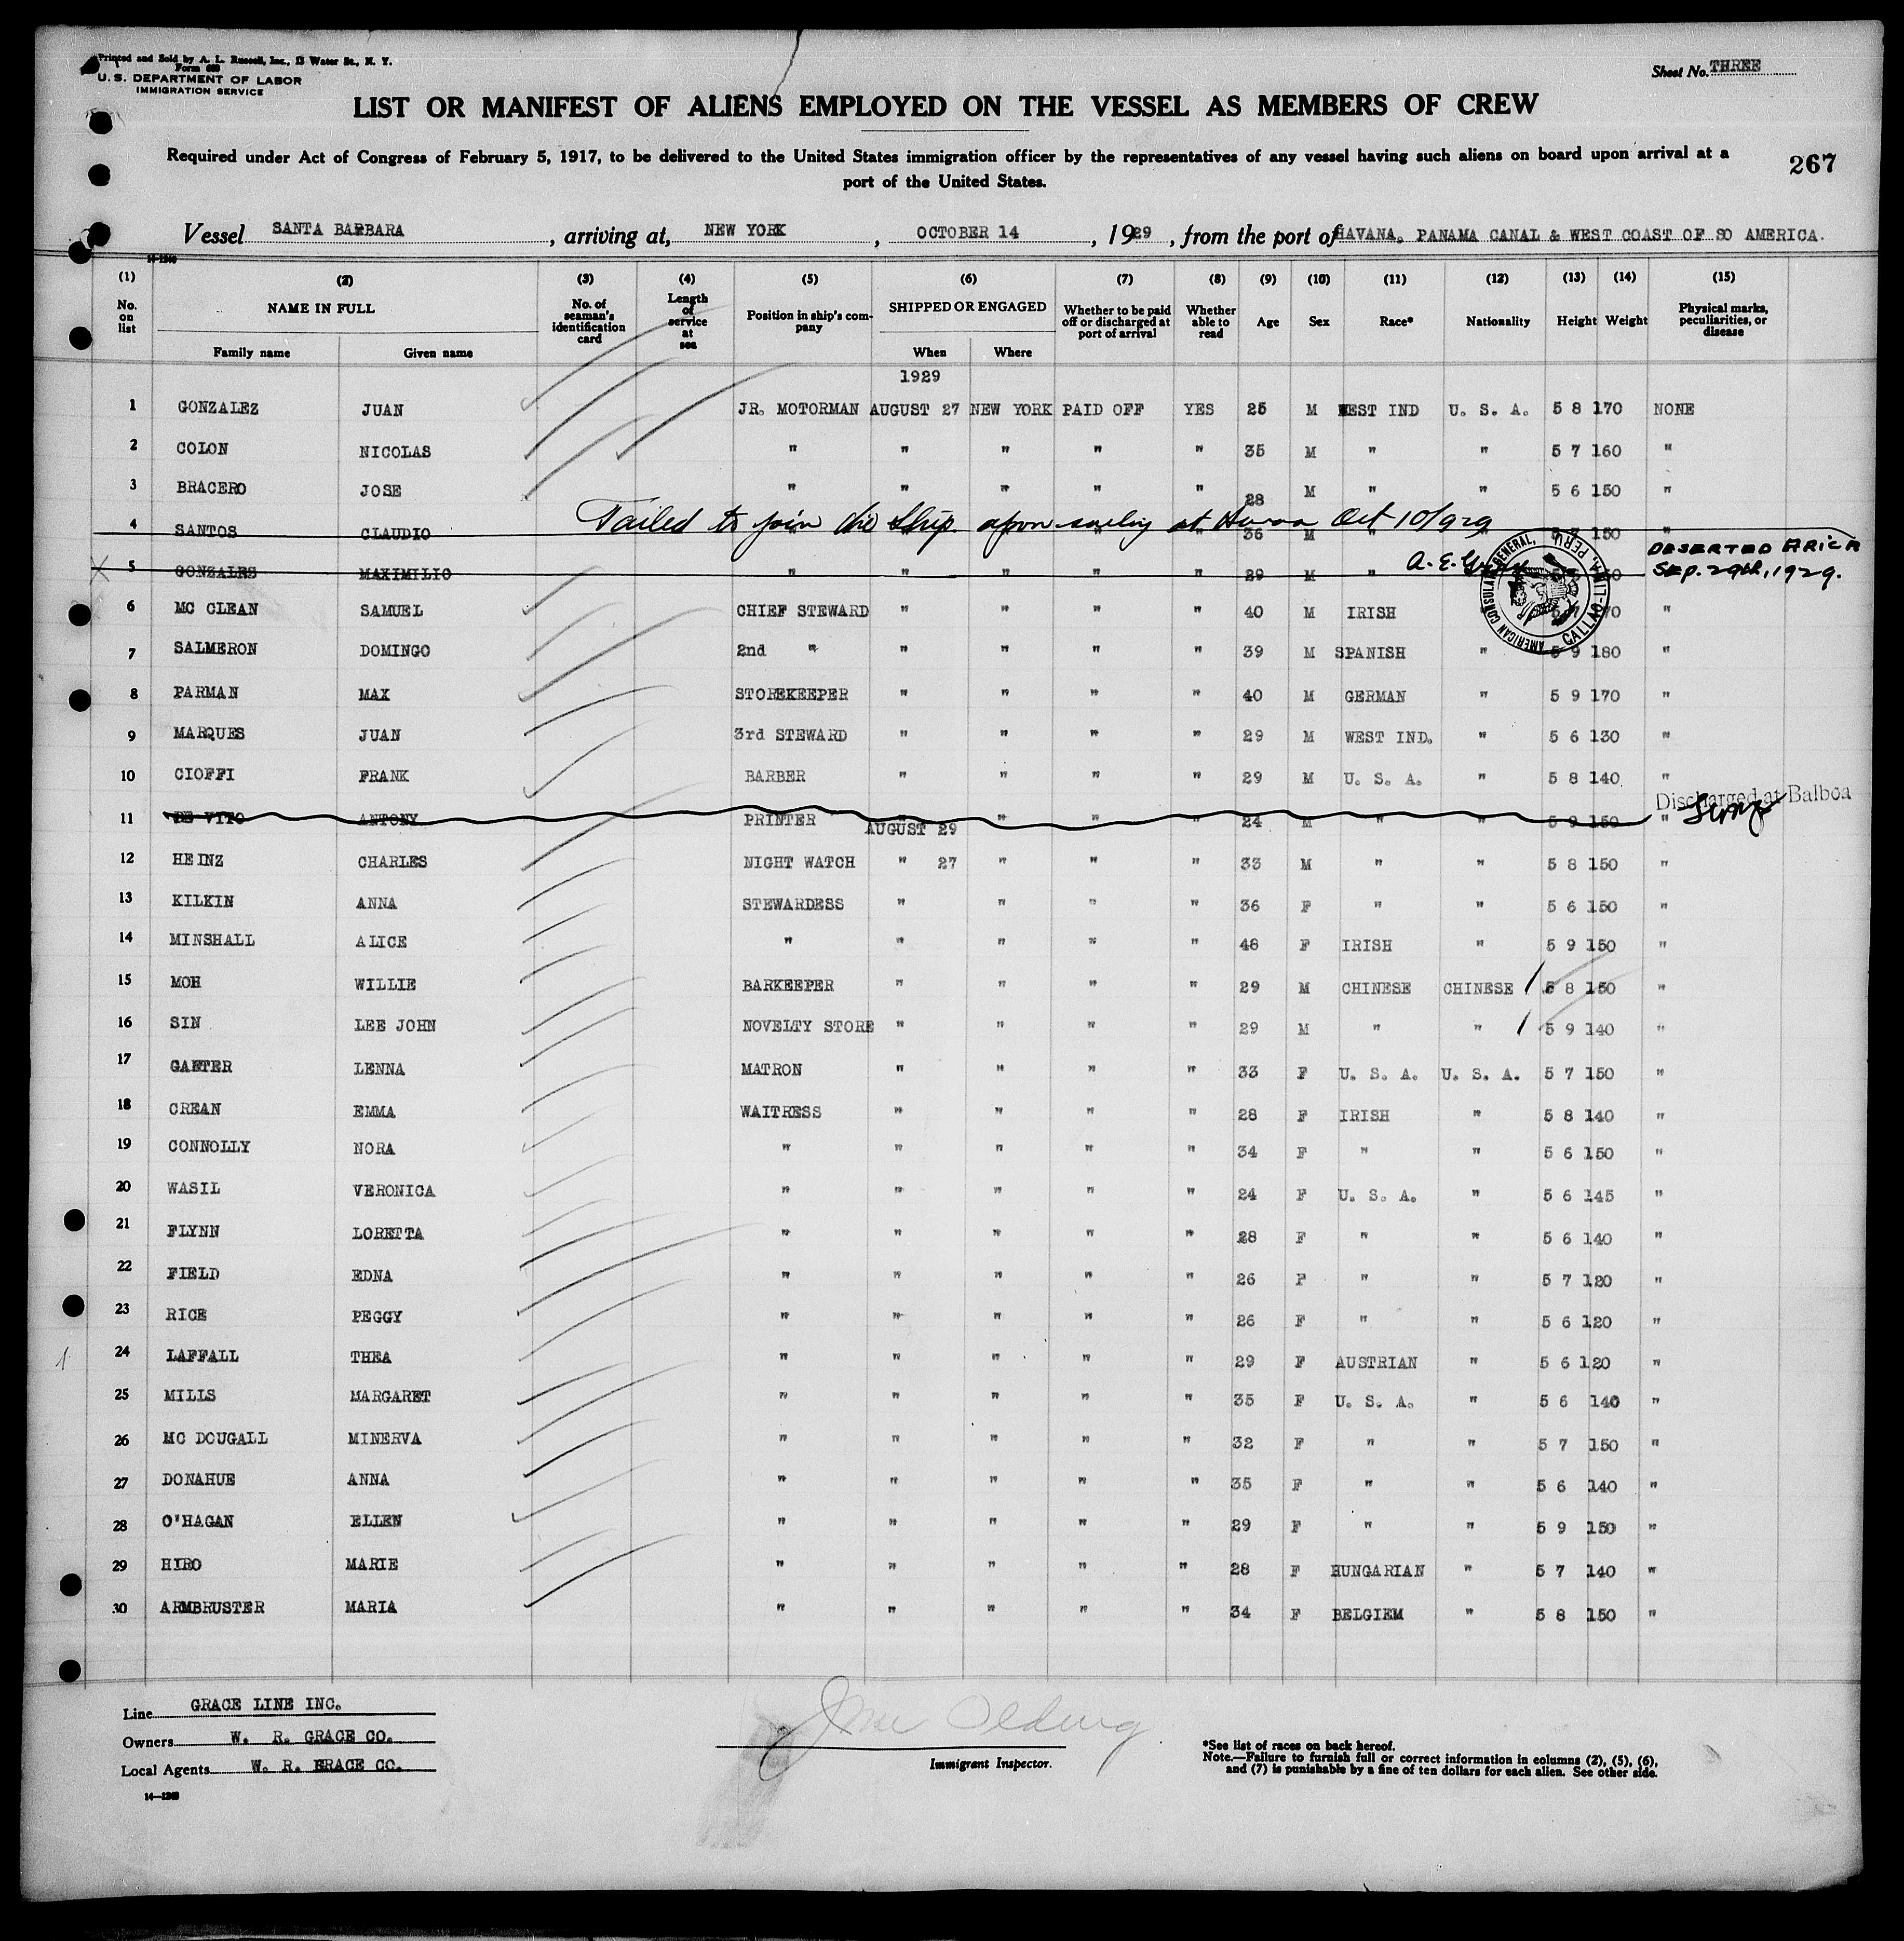 Printed and Sold by A. L. Russell, Inc., 13 Water St., N. Y.
Form 680
U. S. DEPARTMENT OF LABOR
IMMIGRATION SERVICE
Sheet No. THREE
LIST OR MANIFEST OF ALIENS EMPLOYED ON THE VESSEL AS MEMBERS OF CREW
Required under Act of Congress of February 5, 1917, to be delivered to the United States immigration officer by the representatives of any vessel having such aliens on board upon arrival at a
port of the United States.
267
Vessel SANTA BARBARA, arriving at, NEW YORK, OCTOBER 14, 1929, from the port of HAVANA. PANAMA CANAL & WEST COAST OF SO AMERICA.
14-1240
(1) (2) (3) (4) (5) (6) (7) (8) (9) (10) (11) (12) (13) (14) (15)
No. on list NAME IN FULL Family name Given name No. of seaman's identification card Length of service at sea Position in ship's company SHIPPED OR ENGAGED When Where Whether to be paid off or discharged at port of arrival Whether able to read Age Sex Race* Nationality Height Weight Physical marks, peculiarities, or disease
1929
1 GONZALEZ JUAN JR. MOTORMAN AUGUST 27 NEW YORK PAID OFF YES 25 M WEST IND U. S. A. 5 8 170 NONE
2 COLON NICOLAS " " " " " 35 M " " 5 7 160 "
3 BRACERO JOSE " " " " " 28 M " " 5 6 150 "
Failed to join the Ship upon sailing at Oct 10/929
4 SANTOS CLAUDIO " " " " " 36 M " 150 "
A. E.
DESERTED ARICA
SEP. 29th, 1929.
5 GONZALES MAXIMILIO " " " " " 29 M "
AMERICAN CONSULAR GENERAL, CALLAO-LIMA, PERU
6 MC CLEAN SAMUEL CHIEF STEWARD " " " " 40 M IRISH 70 "
7 SALMERON DOMINGO 2nd " " " " " 39 M SPANISH " 5 9 180 "
8 PARMAN MAX STOREKEEPER " " " " 40 M GERMAN " 5 9 170 "
9 MARQUES JUAN 3rd STEWARD " " " " 29 M WEST IND. " 5 6 130 "
10 CIOFFI FRANK BARBER " " " " 29 M U. S. A. " 5 8 140 "
Discharged at Balboa
11 DE VITO ANTONY PRINTER AUGUST 29 " " " 24 M " " 5 9 150 "
12 HEINZ CHARLES NIGHT WATCH " 27 " " " 33 M " " 5 8 150 "
13 KILKIN ANNA STEWARDESS " " " " 36 F " " 5 6 150 "
14 MINSHALL ALICE " " " " " 48 F IRISH " 5 9 150 "
15 MOH WILLIE BARKEEPER " " " " 29 M CHINESE CHINESE 5 8 150 "
16 SIN LEE JOHN NOVELTY STORE " " " " 29 M " " 5 9 140 "
17 GAETER LENNA MATRON " " " " 33 F U. S. A. U. S. A. 5 7 150 "
18 CREAN EMMA WAITRESS " " " " 28 F IRISH " 5 8 140 "
19 CONNOLLY NORA " " " " " 34 F " " 5 6 150 "
20 WASIL VERONICA " " " " " 24 F U. S. A. " 5 6 145 "
21 FLYNN LORETTA " " " " " 28 F " " 5 6 140 "
22 FIELD EDNA " " " " " 26 F " " 5 7 120 "
23 RICE PEGGY " " " " " 26 F " " 5 6 120 "
24 LAFFALL THEA " " " " " 29 F AUSTRIAN " 5 6 120 "
25 MILLS MARGARET " " " " " 35 F U. S. A. " 5 6 140 "
26 MC DOUGALL MINERVA " " " " " 32 F " " 5 7 150 "
27 DONAHUE ANNA " " " " " 35 F " " 5 6 140 "
28 O'HAGAN ELLEN " " " " " 29 F " " 5 9 150 "
29 HIRO MARIE " " " " " 28 F HUNGARIAN " 5 7 140 "
30 ARMBRUSTER MARIA " " " " " 34 F BELGIEM " 5 8 150 "
Line GRACE LINE INC.
Owners W. R. GRACE CO.
Local Agents W. R. GRACE CO.
14-1240
Immigrant Inspector.
*See list of races on back hereof.
Note.—Failure to furnish full or correct information in columns (2), (5), (6),
and (7) is punishable by a fine of ten dollars for each alien. See other side.